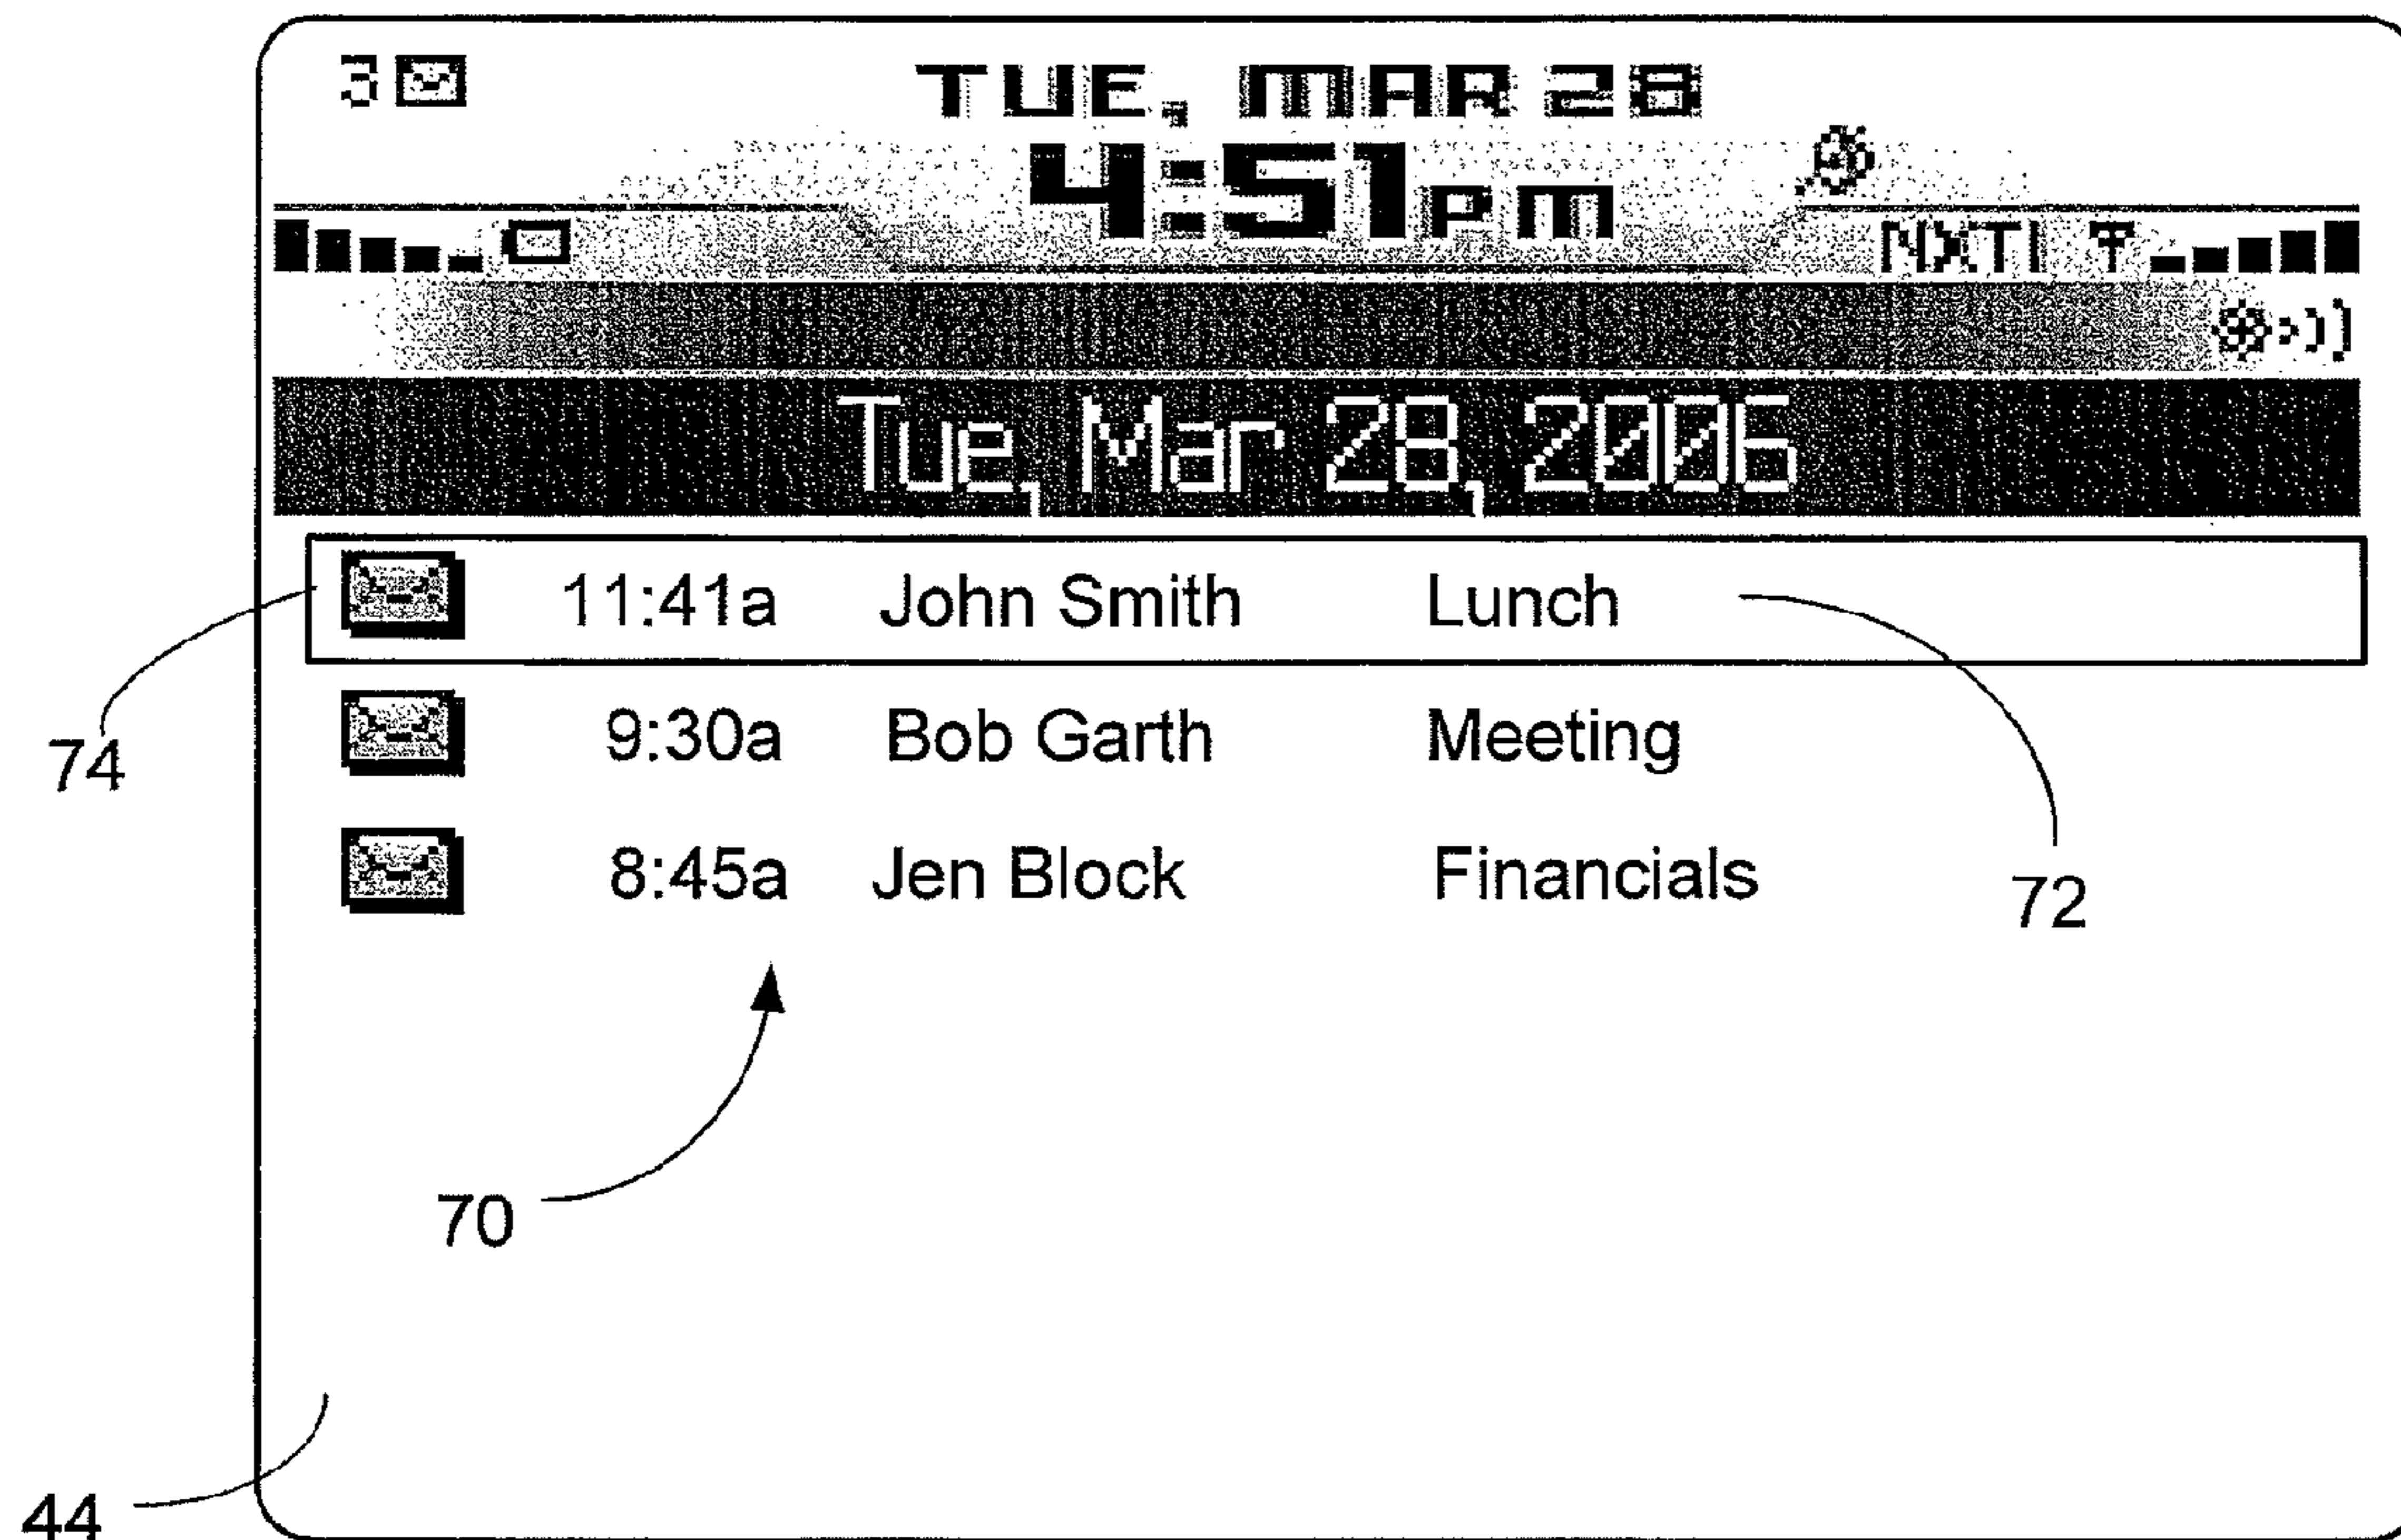 3
TUE, MAR 28
4:51pm
NXTI
Tue, Mar 28, 2006
11:41a John Smith Lunch
9:30a Bob Garth Meeting
74
8:45a Jen Block Financials
72
70
44